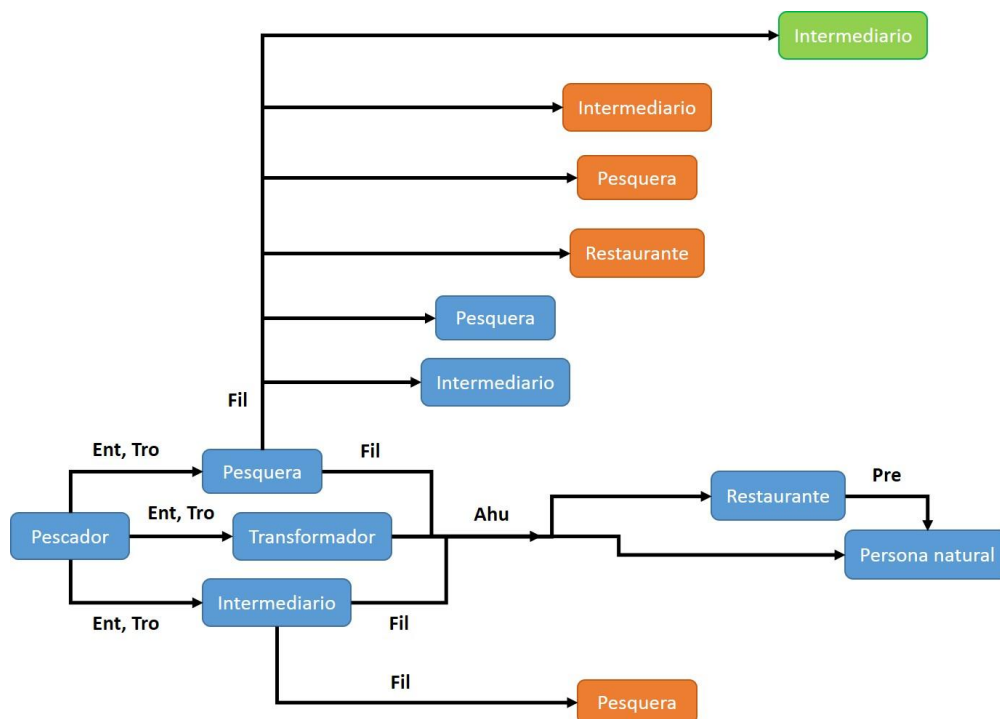 Intermediario
Intermediario
Pesquera
Restaurante
Pesquera
Intermediario
Fil
Ent, Tro
Pesquera
Fil
Restaurante
Pre
Pescador
Ent, Tro
Transformador
Ahu
Persona natural
Ent, Tro
Intermediario
Fil
Fil
Pesquera